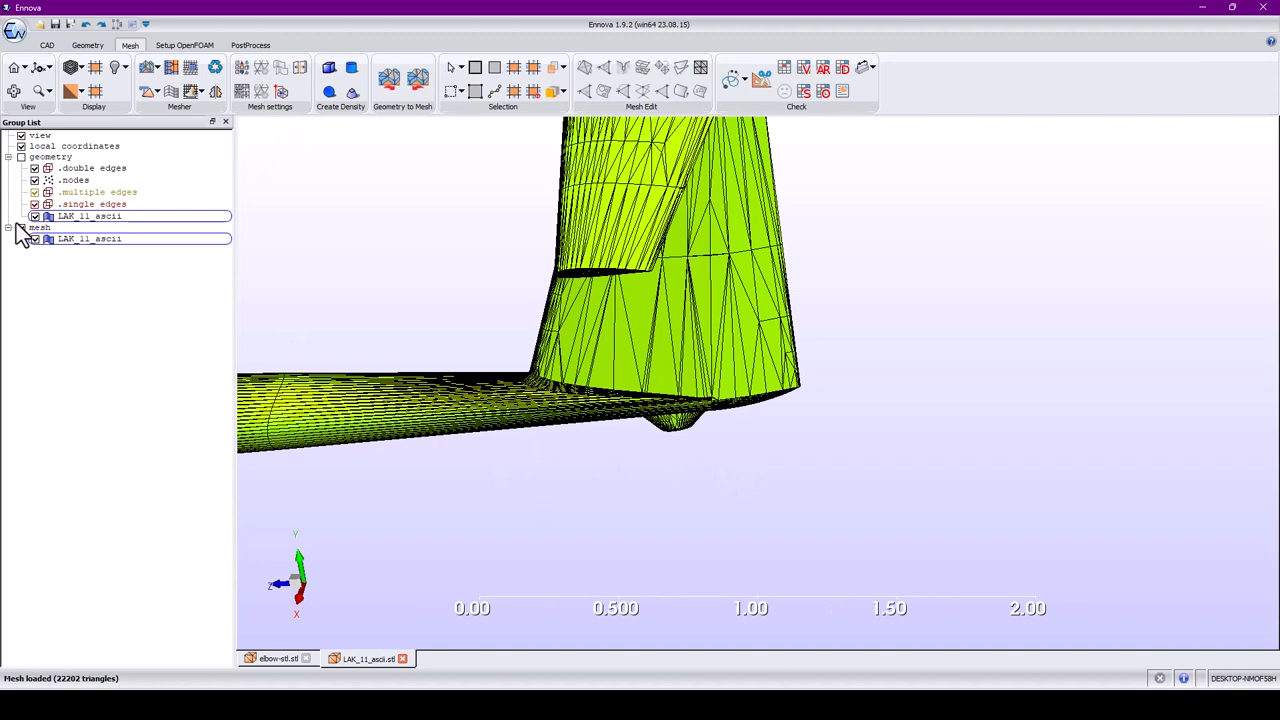 Ennova
Ennova 1.9.2 (win64 23.08.15)
CAD Geometry Mesh Setup OpenFOAM PostProcess
View Display Mesher Mesh settings Create Density Geometry to Mesh Selection Mesh Edit Check
Group List
view
local coordinates
geometry
.double edges
.nodes
.multiple edges
.single edges
LAK_11_ascii
mesh
LAK_11_ascii
Y
Z
X
0.00 0.500 1.00 1.50 2.00
elbow-stl.stl LAK_11_ascii.stl
Mesh loaded (22202 triangles)
DESKTOP-NMOF58H